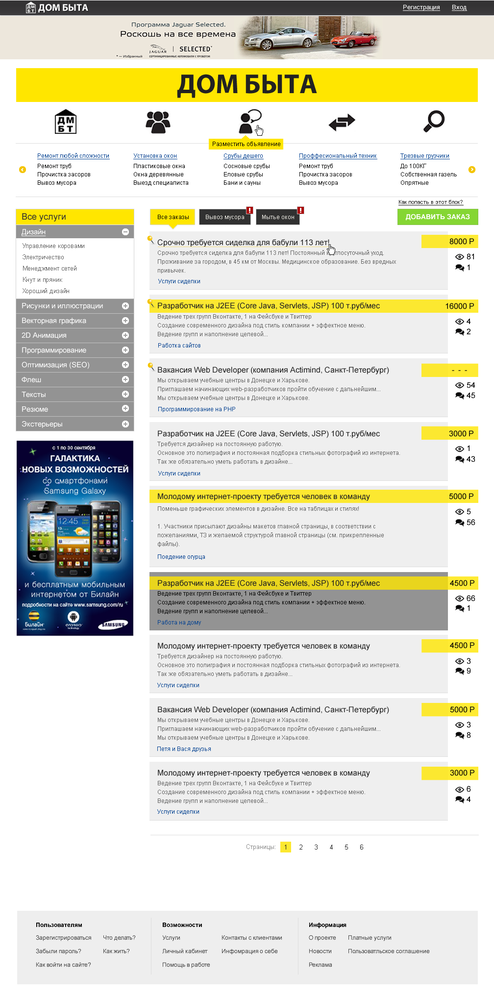 ДОМ БЫТА
Регистрация
Вход
Программа Jaguar Selected.
Роскошь на все времена
JAGUAR
SELECTED
ДОМ БЫТА
ДМ
БТ
Разместить объявление
Ремонт любой сложности
Ремонт труб
Прочистка засоров
Вывоз мусора
Установка окон
Пластиковые окна
Окна деревянные
Выезд специалиста
Срубы дешего
Сосновые срубы
Еловые срубы
Бани и сауны
Проффесиональный техник
Ремонт труб
Прочистка засоров
Вывоз мусора
Трезвые грузчики
До 100КГ
Собственная газель
Опрятные
Как попасть в этот блок?
Все услуги
Дизайн
Управление коровами
Электричество
Менеджмент сетей
Кнут и пряник
Хороший дизайн
Рисунки и иллюстрации
Векторная графика
2D Анимация
Программирование
Оптимизация (SEO)
Флеш
Тексты
Резюме
Экстерьеры
с 1 по 30 сентября
ГАЛАКТИКА
НОВЫХ ВОЗМОЖНОСТЕЙ
со смартфонами
Samsung Galaxy
и бесплатным мобильным
интернетом от Билайн
подробности на сайте www.samsung.com/ru
Билайн
SAMSUNG
Все заказы
Вывоз мусора
Мытье окон
ДОБАВИТЬ ЗАКАЗ
Срочно требуется сиделка для бабули 113 лет!
8000 Р
Срочно требуется сиделка для бабули 113 лет! Постоянный круглосуточный уход.
Проживание за городом, в 45 км от Москвы. Медицинское образование. Без вредных
привычек.
Услуги сиделки
81
1
Разработчик на J2EE (Core Java, Servlets, JSP) 100 т.руб/мес
16000 Р
Ведение трех групп Вконтакте, 1 на Фейсбуке и Твиттер
Создание современного дизайна под стиль компании + эффектное меню.
Ведение групп и наполнение целевой...
Работа сайтов
4
2
Вакансия Web Developer (компания Actimind, Санкт-Петербург)
- - -
Мы открываем учебные центры в Донецке и Харькове.
Приглашаем начинающих web-разработчиков пройти обучение с дальнейшим...
Мы открываем учебные центры в Донецке и Харькове.
Программирование на PHP
54
45
Разработчик на J2EE (Core Java, Servlets, JSP) 100 т.руб/мес
3000 Р
Требуется дизайнер на постоянную работу.
Основное это полиграфия и постоянная подборка стильных фотографий из интернета.
Так же обязательно уметь работать в дизайне...
Услуги сиделки
1
43
Молодому интернет-проекту требуется человек в команду
5000 Р
Поменьше графических элементов в дизайне. Все на таблицах и стилях!
1. Участники присылают дизайны макетов главной страницы, в соответствии с
пожеланиями, ТЗ и желаемой структурой главной страницы (см. прикрепленные
файлы).
Поедение огурца
5
56
Разработчик на J2EE (Core Java, Servlets, JSP) 100 т.руб/мес
4500 Р
Ведение трех групп Вконтакте, 1 на Фейсбуке и Твиттер
Создание современного дизайна под стиль компании + эффектное меню.
Ведение групп и наполнение целевой...
Работа на дому
66
1
Молодому интернет-проекту требуется человек в команду
4500 Р
Требуется дизайнер на постоянную работу.
Основное это полиграфия и постоянная подборка стильных фотографий из интернета.
Так же обязательно уметь работать в дизайне...
Услуги сиделки
3
9
Вакансия Web Developer (компания Actimind, Санкт-Петербург)
5000 Р
Мы открываем учебные центры в Донецке и Харькове.
Приглашаем начинающих web-разработчиков пройти обучение с дальнейшим...
Мы открываем учебные центры в Донецке и Харькове.
Петя и Вася друзья
3
8
Молодому интернет-проекту требуется человек в команду
3000 Р
Ведение трех групп Вконтакте, 1 на Фейсбуке и Твиттер
Создание современного дизайна под стиль компании + эффектное меню.
Ведение групп и наполнение целевой...
Услуги сиделки
6
4
Страницы: 1 2 3 4 5 6
Пользователям
Зарегистрироваться
Забыли пароль?
Как войти на сайте?
Что делать?
Как жить?
Возможности
Услуги
Личный кабинет
Помощь в работе
Контакты с клиентами
Информация о себе
Информация
О проекте
Новости
Реклама
Платные услуги
Пользовательское соглашение